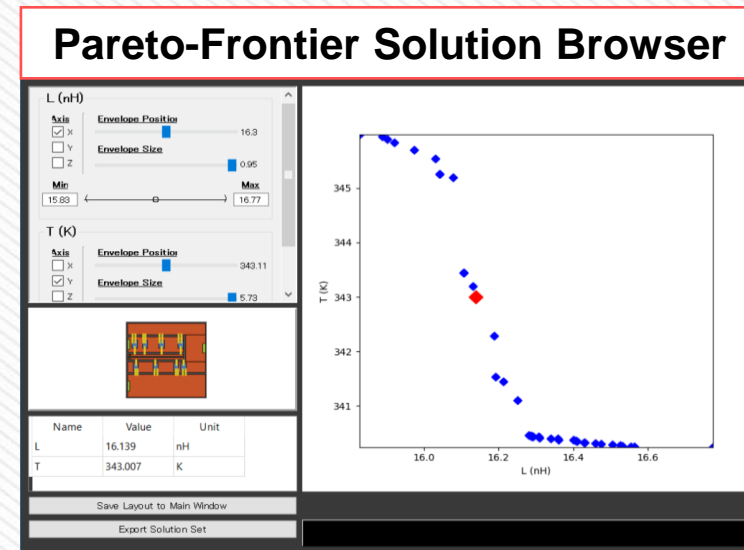 Pareto-Frontier Solution Browser
L (nH)
Axis Envelope Position
X 16.3
Y Envelope Size
Z 0.95
Min Max
15.83 16.77
T (K)
Axis Envelope Position
X 343.11
Y Envelope Size
Z 5.73
Name Value Unit
L 16.139 nH
T 343.007 K
Save Layout to Main Window
Export Solution Set
345
344
343
342
341
T (K)
16.0 16.2 16.4 16.6
L (nH)